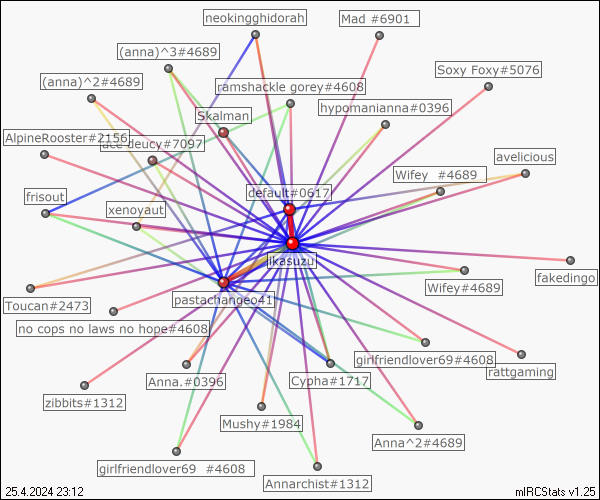 neokingghidorah
Mad #6901
(anna)^3#4689
Soxy Foxy#5076
(anna)^2#4689
ramshackle gorey#4608
hypomanianna#0396
Skalman
AlpineRooster#2156
deucy#7097
avelicious
Wifey #4689
default#0617
frisout
xenoyaut
likasuzu
fakedingo
Wifey#4689
Toucan#2473
pastachangeo41
no cops no laws no hope#4608
girlfriendlover69#4608
rattgaming
Anna.#0396
Cypha#1717
zibbits#1312
Mushy#1984
Anna^2#4689
girlfriendlover69 #4608
Annarchist#1312
25.4.2024 23:12
mIRCStats v1.25